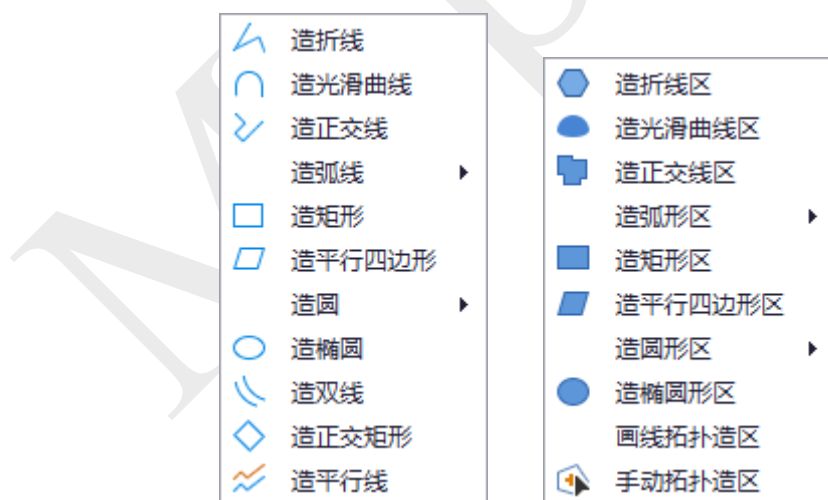 造折线
造光滑曲线
造正交线
造弧线
造矩形
造平行四边形
造圆
造椭圆
造双线
造正交矩形
造平行线
造折线区
造光滑曲线区
造正交线区
造弧形区
造矩形区
造平行四边形区
造圆形区
造椭圆形区
画线拓扑造区
手动拓扑造区